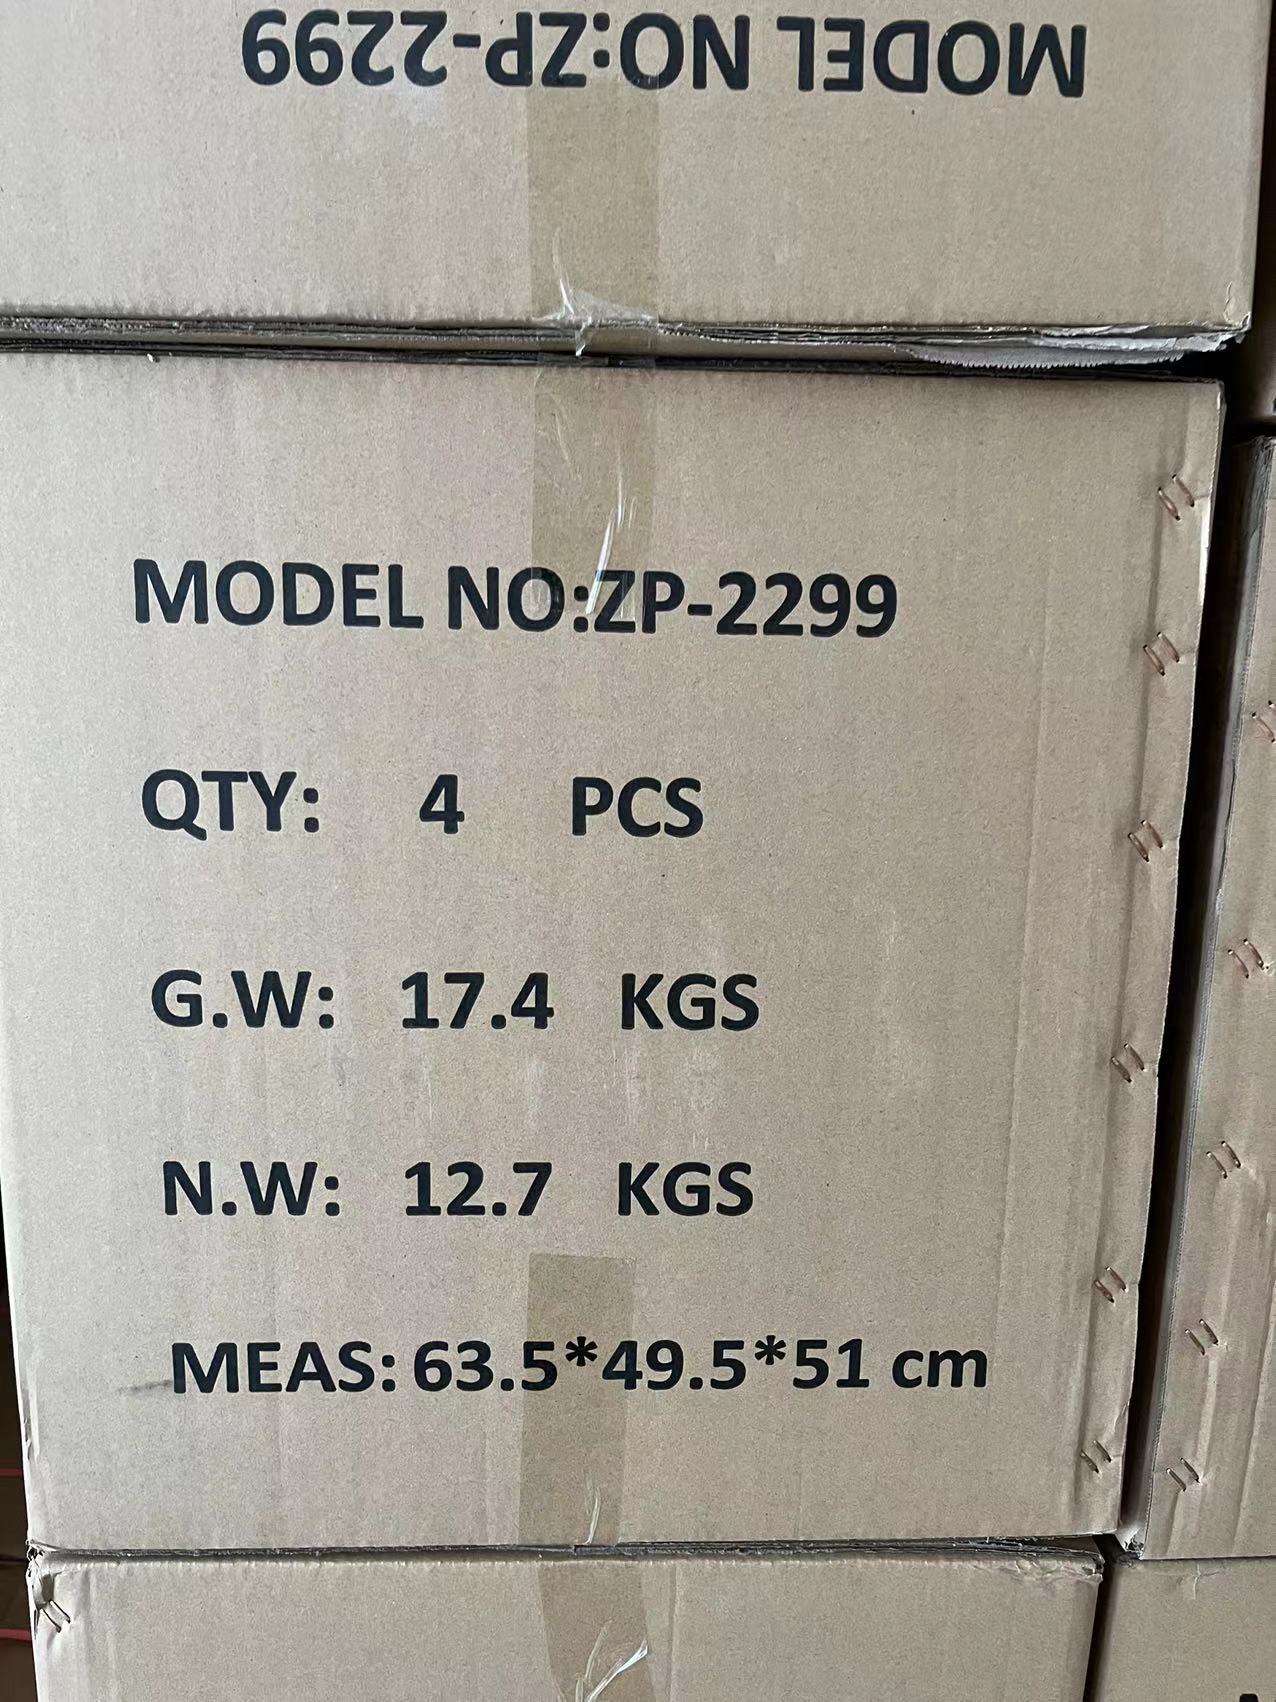 MODEL NO:ZP-2299
MODEL NO:ZP-2299
QTY: 4 PCS
G.W: 17.4 KGS
N.W: 12.7 KGS
MEAS: 63.5*49.5*51 cm